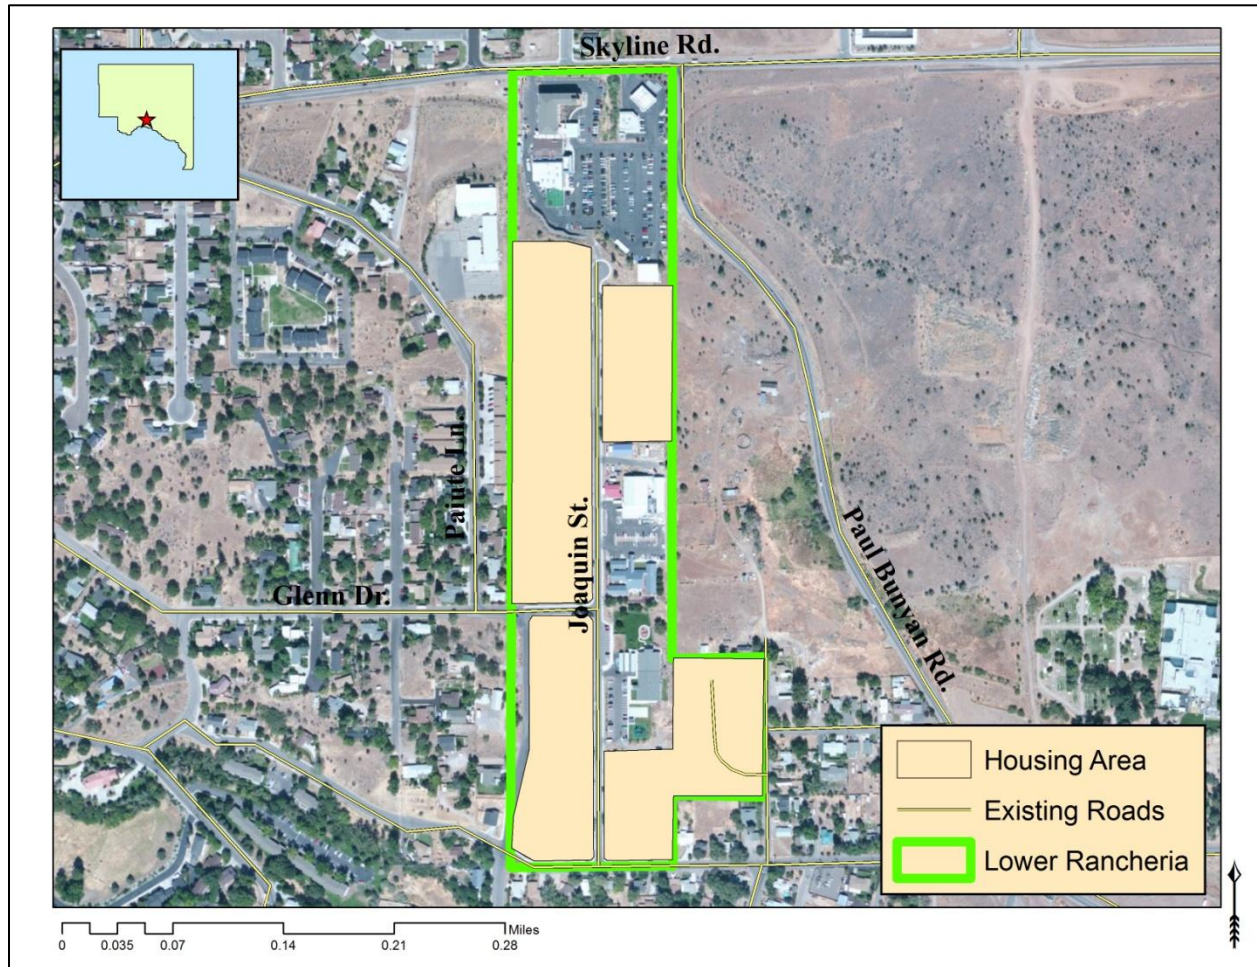 Skyline Rd.
Paiute Ln.
Joaquin St.
Glenn Dr.
Paul Bunyan Rd.
Housing Area
Existing Roads
Lower Rancheria
Miles
0 0.035 0.07 0.14 0.21 0.28